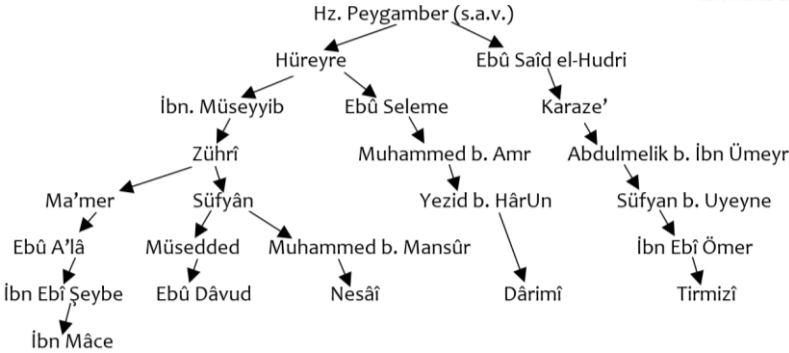 Hz. Peygamber (s.a.v.)
Hüreyre Ebû Saîd el-Hudri
İbn. Müseyyib Ebû Seleme Karaze’
Zührî Muhammed b. Amr Abdulmelik b. İbn Ümeyr
Ma’mer Süfyân Yezid b. HârUn Süfyan b. Uyeyne
Ebû A’lâ Müsedded Muhammed b. Mansûr İbn Ebî Ömer
İbn Ebî Şeybe Ebû Dâvud Nesâî Dârimî Tirmizî
İbn Mâce